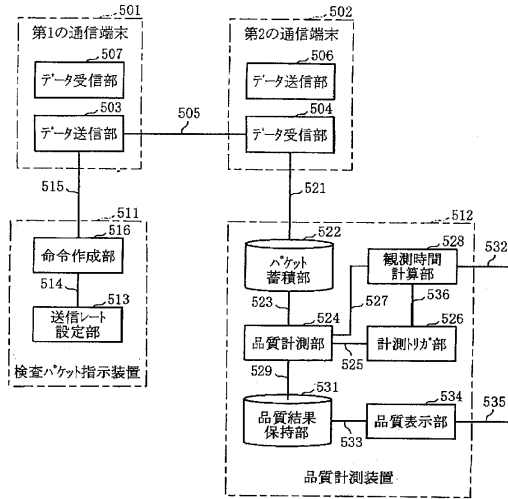 501
第1の通信端末
507
データ受信部
503
データ送信部
502
第2の通信端末
506
データ送信部
504
データ受信部
505
515
511
516
命令作成部
514
513
送信レート
設定部
検査パケット指示装置
521
512
522
パケット
蓄積部
523
524
品質計測部
525
527
528
観測時間
計算部
532
536
526
計測トリガ部
529
531
品質結果
保持部
533
534
品質表示部
535
品質計測装置